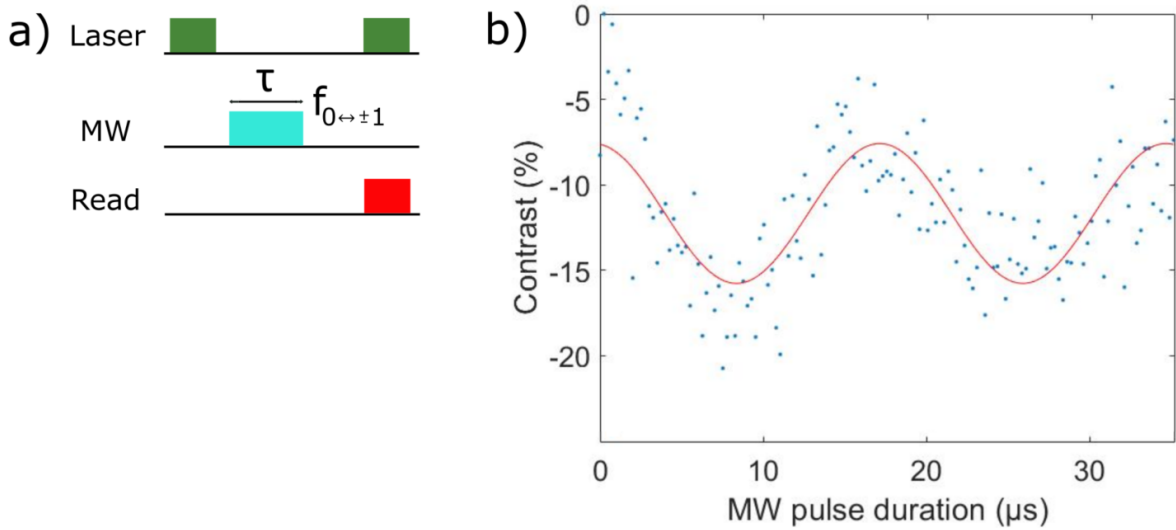 a)
Laser
τ
f0↔±1
MW
Read
b)
Contrast (%)
0
-5
-10
-15
-20
0 10 20 30
MW pulse duration (µs)